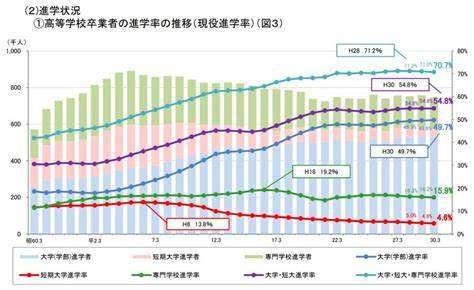 (2)進学状況
①高等学校卒業者の進学率の推移(現役進学率)(図3)
(千人)
1,000
800
600
400
200
0
80%
70%
60%
50%
40%
30%
20%
10%
0%
H28 71.2%
70.7%
H30 54.8%
54.8%
49.7%
H30 49.7%
H16 19.2%
15.9%
H6 13.8%
4.6%
昭60.3
平2.3
7.3
12.3
17.3
22.3
27.3
30.3
大学(学部)進学者
短期大学進学者
専門学校進学者
大学・短大進学率
大学(学部)進学率
短期大学進学率
専門学校進学率
大学・短大・専門学校進学率